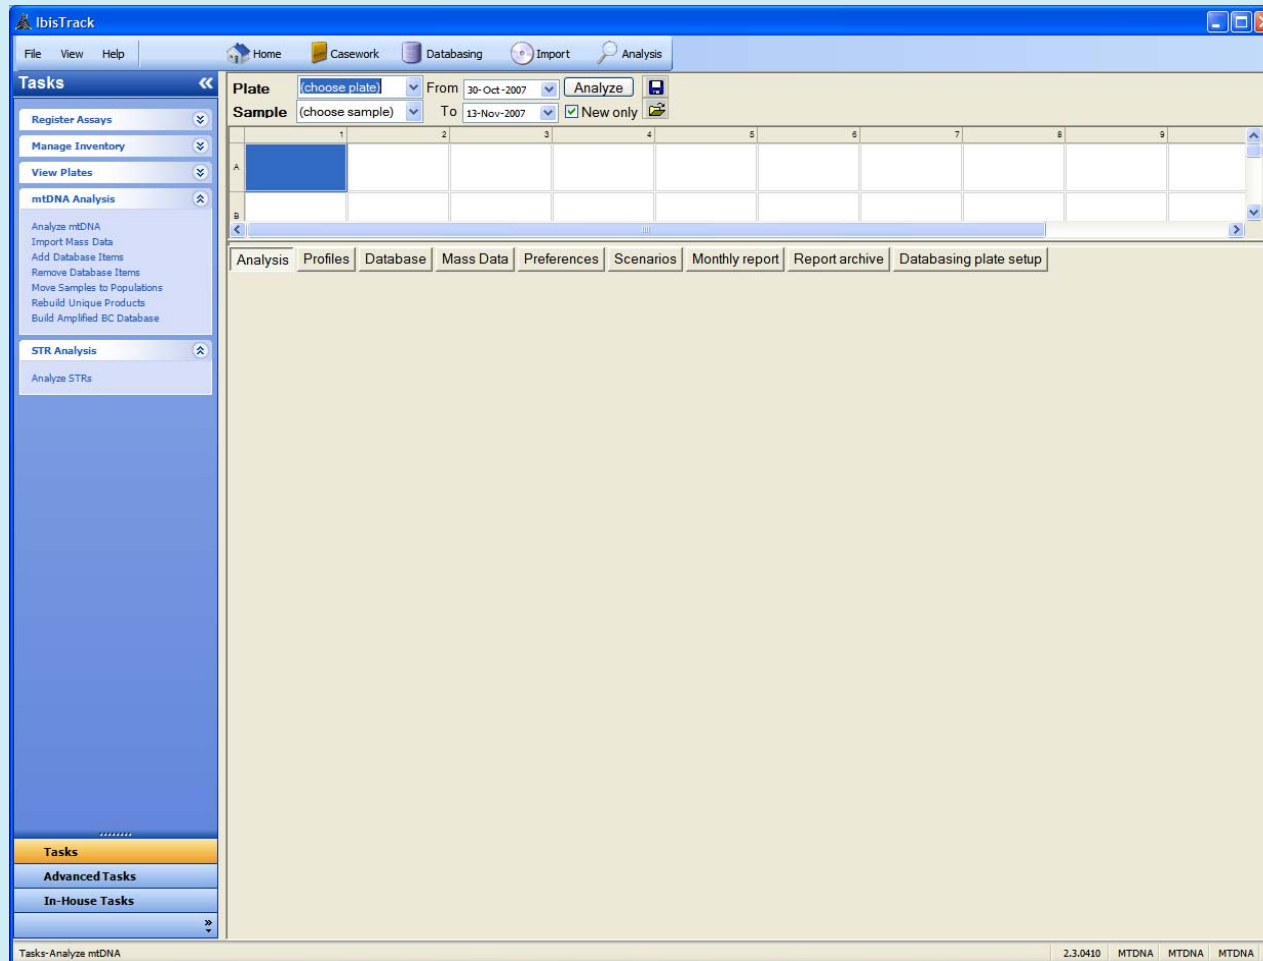 IbisTrack
File View Help Home Casework Databasing Import Analysis
Tasks
Register Assays
Manage Inventory
View Plates
mtDNA Analysis
Analyze mtDNA
Import Mass Data
Add Database Items
Remove Database Items
Move Samples to Populations
Rebuild Unique Products
Build Amplified BC Database
STR Analysis
Analyze STRs
Tasks
Advanced Tasks
In-House Tasks
Plate (choose plate) From 30-Oct-2007 Analyze
Sample (choose sample) To 13-Nov-2007 New only
1 2 3 4 5 6 7 8 9
A
B
Analysis Profiles Database Mass Data Preferences Scenarios Monthly report Report archive Databasing plate setup
Tasks-Analyze mtDNA 2.3.0410 MTDNA MTDNA MTDNA